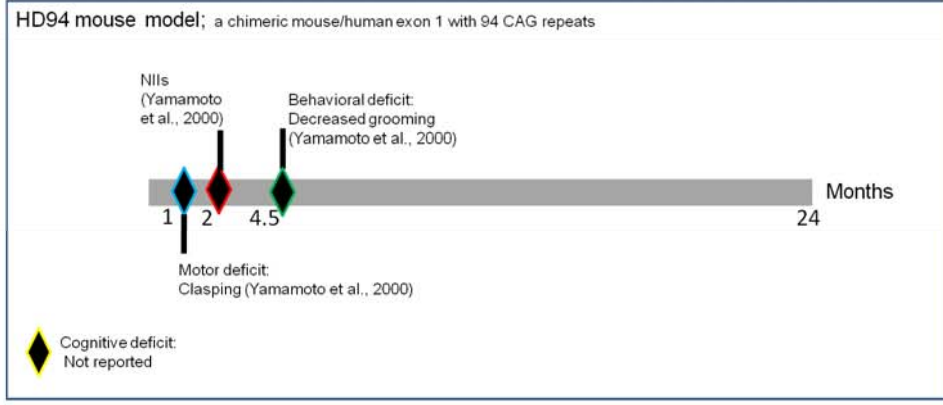 HD94 mouse model; a chimeric mouse/human exon 1 with 94 CAG repeats
NIIs
(Yamamoto
et al., 2000)
Behavioral deficit:
Decreased grooming
(Yamamoto et al., 2000)
Months
1
2
4.5
24
Motor deficit:
Clasping (Yamamoto et al., 2000)
Cognitive deficit:
Not reported